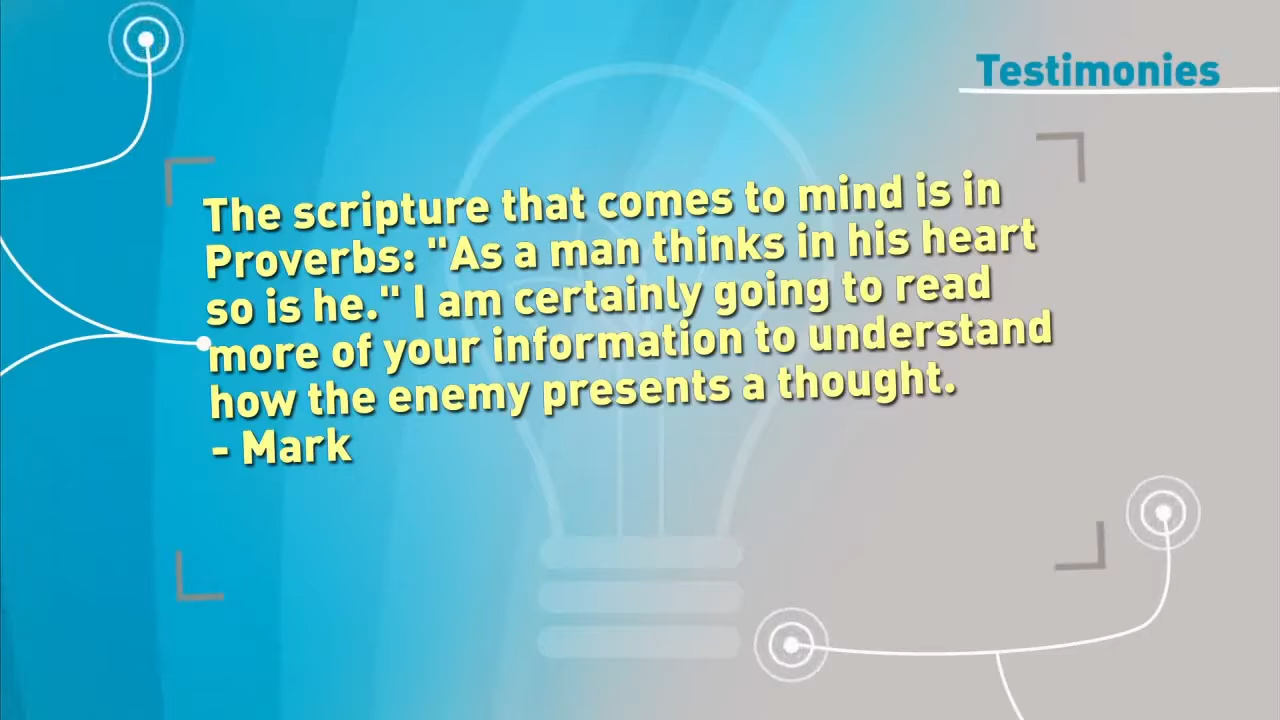 Testimonies
The scripture that comes to mind is in
Proverbs: "As a man thinks in his heart
so is he." I am certainly going to read
more of your information to understand
how the enemy presents a thought.
- Mark